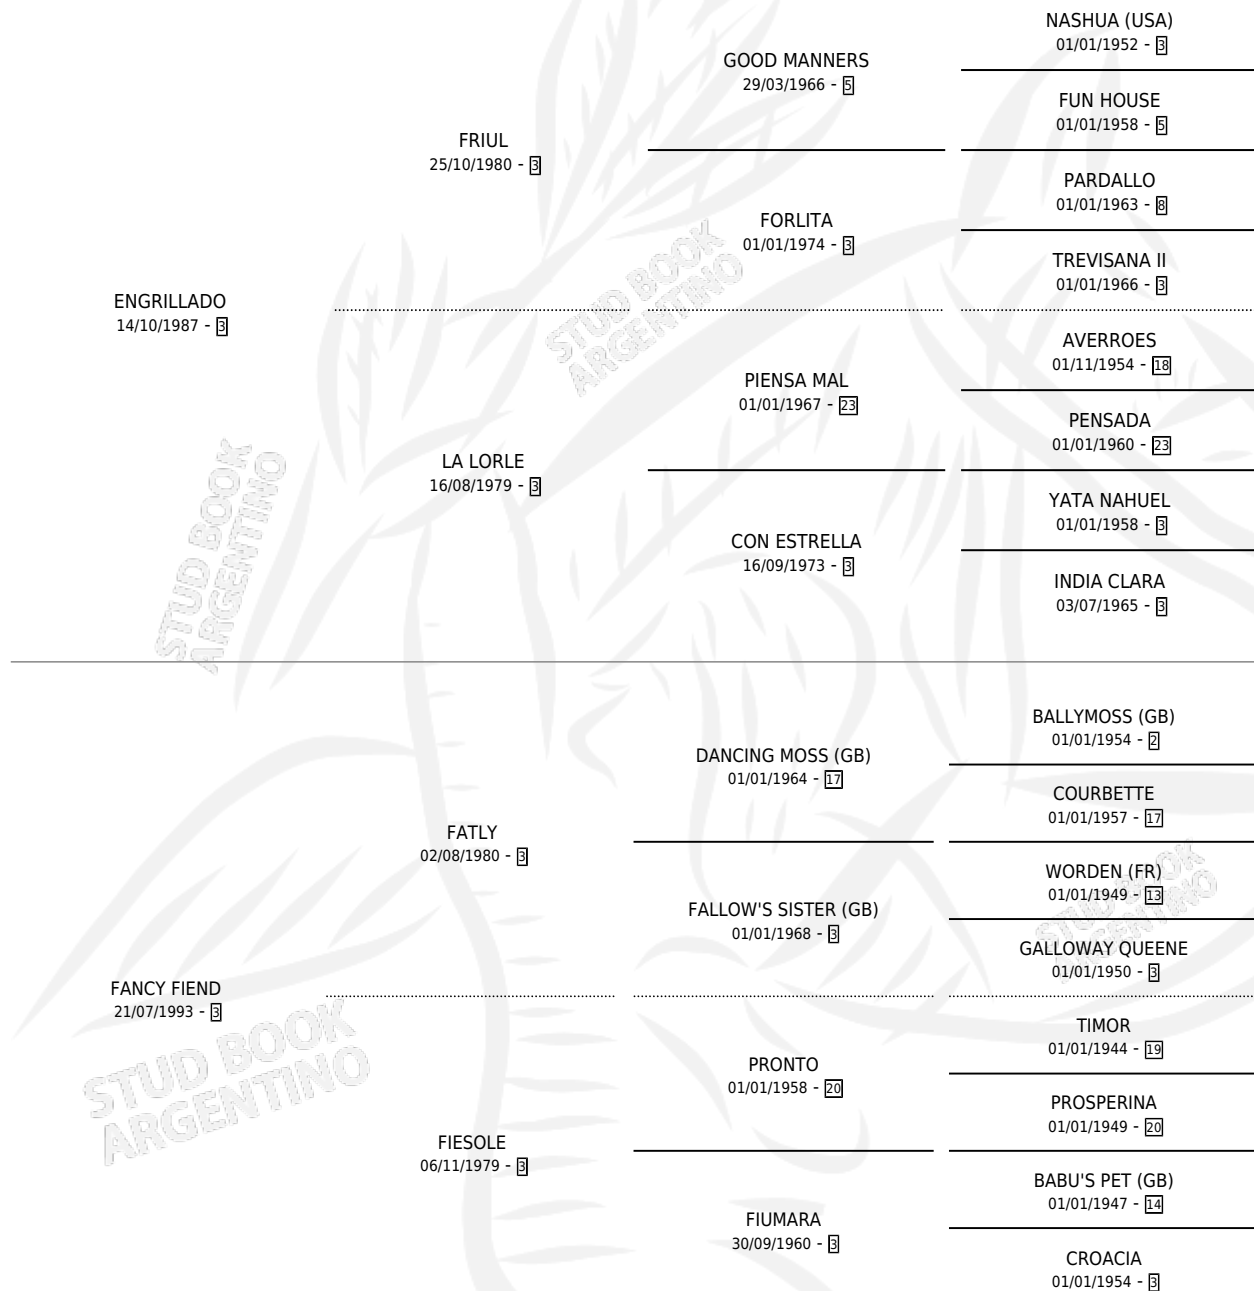 NASHUA (USA)
01/01/1952 - 3
GOOD MANNERS
29/03/1966 - 5
FUN HOUSE
01/01/1958 - 5
FRIUL
25/10/1980 - 3
PARDALLO
01/01/1963 - 8
FORLITA
01/01/1974 - 3
TREVISANA II
01/01/1966 - 3
ENGRILLADO
14/10/1987 - 3
STUD BOOK
ARGENTINO
AVERROES
01/11/1954 - 18
PIENSA MAL
01/01/1967 - 23
PENSADA
01/01/1960 - 23
LA LORLE
16/08/1979 - 3
YATA NAHUEL
01/01/1958 - 3
CON ESTRELLA
16/09/1973 - 3
INDIA CLARA
03/07/1965 - 3
STUD BOOK
ARGENTINO
BALLYMOSS (GB)
01/01/1954 - 2
DANCING MOSS (GB)
01/01/1964 - 17
COURBETTE
01/01/1957 - 17
FATLY
02/08/1980 - 3
WORDEN (FR)
01/01/1949 - 13
FALLOW'S SISTER (GB)
01/01/1968 - 3
STUD BOOK
ARGENTINO
GALLOWAY QUEENE
01/01/1950 - 3
FANCY FIEND
21/07/1993 - 3
STUD BOOK
ARGENTINO
TIMOR
01/01/1944 - 19
PRONTO
01/01/1958 - 20
PROSPERINA
01/01/1949 - 20
FIESOLE
06/11/1979 - 3
BABU'S PET (GB)
01/01/1947 - 14
FIUMARA
30/09/1960 - 3
CROACIA
01/01/1954 - 3